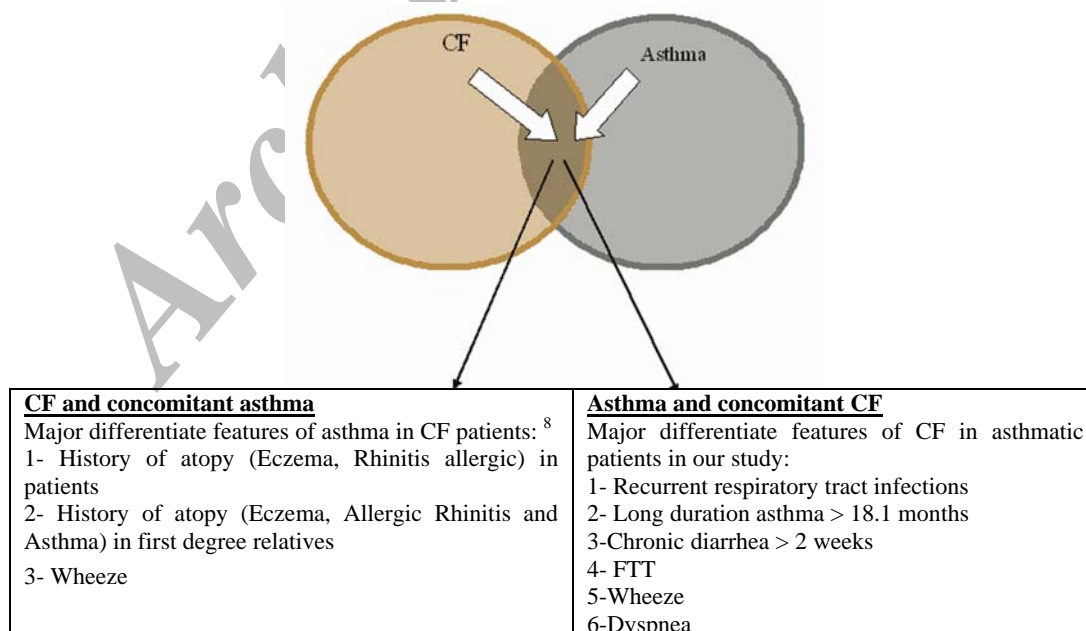 CF
Asthma
CF and concomitant asthma
Major differentiate features of asthma in CF patients: 8
1- History of atopy (Eczema, Rhinitis allergic) in
patients
2- History of atopy (Eczema, Allergic Rhinitis and
Asthma) in first degree relatives
3- Wheeze
Asthma and concomitant CF
Major differentiate features of CF in asthmatic
patients in our study:
1- Recurrent respiratory tract infections
2- Long duration asthma > 18.1 months
3-Chronic diarrhea > 2 weeks
4- FTT
5-Wheeze
6-Dyspnea